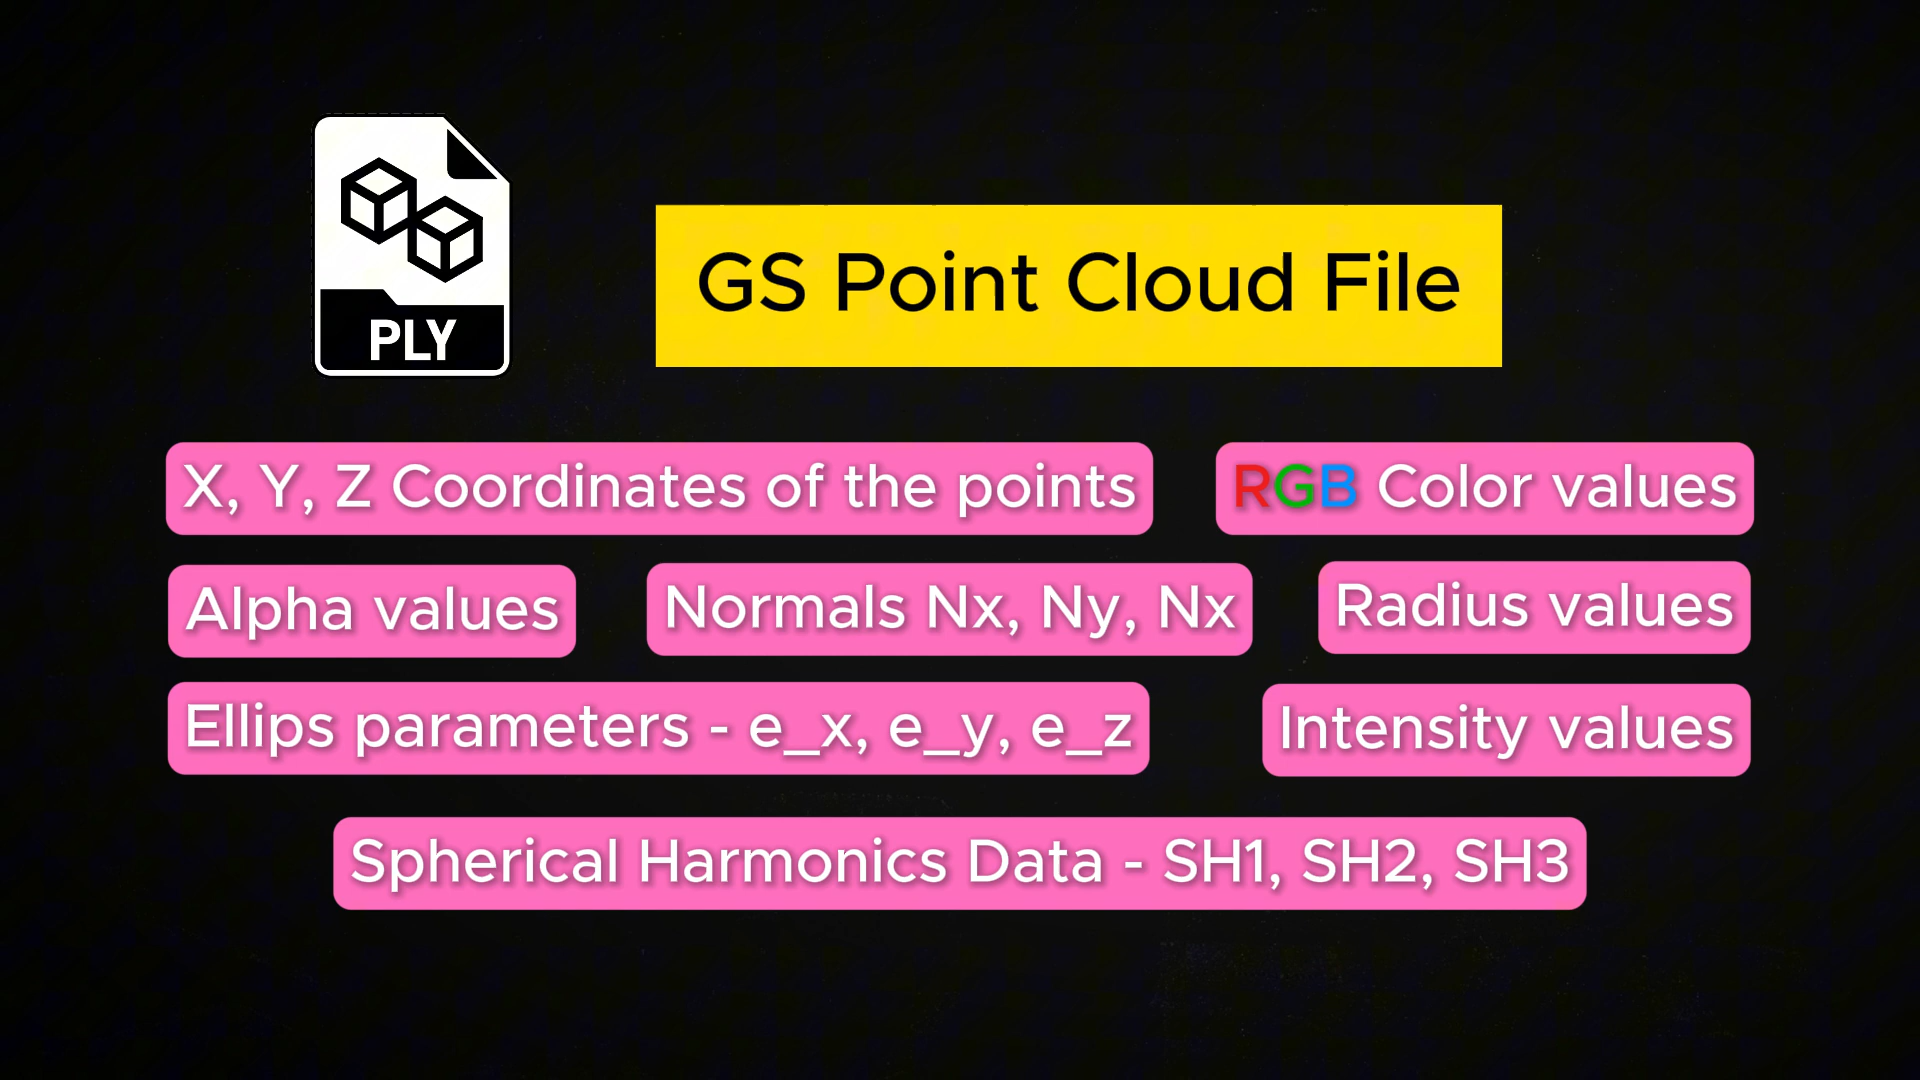 PLY
GS Point Cloud File
X, Y, Z Coordinates of the points
RGB Color values
Alpha values
Normals Nx, Ny, Nx
Radius values
Ellips parameters - e_x, e_y, e_z
Intensity values
Spherical Harmonics Data - SH1, SH2, SH3